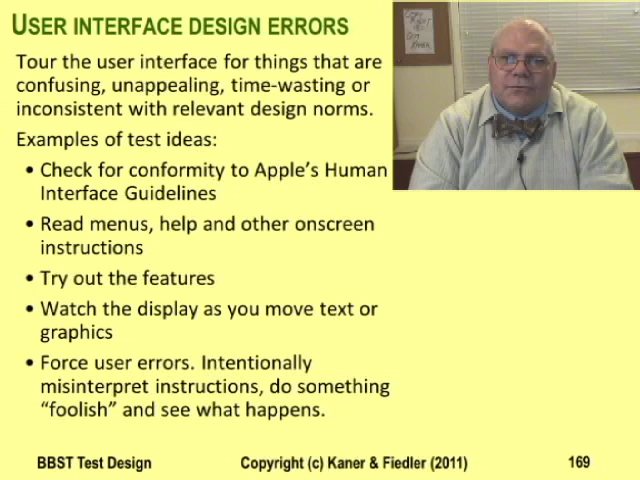 USER INTERFACE DESIGN ERRORS
Tour the user interface for things that are
confusing, unappealing, time-wasting or
inconsistent with relevant design norms.
Examples of test ideas:
• Check for conformity to Apple's Human
Interface Guidelines
• Read menus, help and other onscreen
instructions
• Try out the features
• Watch the display as you move text or
graphics
• Force user errors. Intentionally
misinterpret instructions, do something
“foolish” and see what happens.
BBST Test Design Copyright (c) Kaner & Fiedler (2011) 169